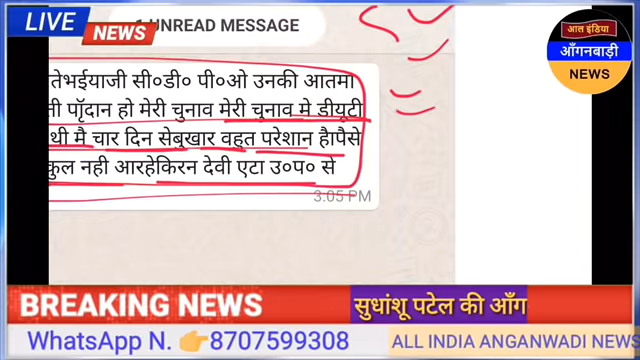 LIVE
NEWS
UNREAD MESSAGE
आल इंडिया
आँगनबाड़ी
NEWS
तेभईयाजी सी०डी० पी०ओ उनकी आतमा
पाॅ्दान हो मेरी चुनाव मेरी चुनाव मे डीयूटी
थी मै चार दिन सेबुखार वहुत परेशान हैापैसे
कुल नही आरहेकिरन देवी एटा उ०प० से
3:05 PM
BREAKING NEWS
सुधांशू पटेल की आँग
WhatsApp N. 👉8707599308
ALL INDIA ANGANWADI NEWS